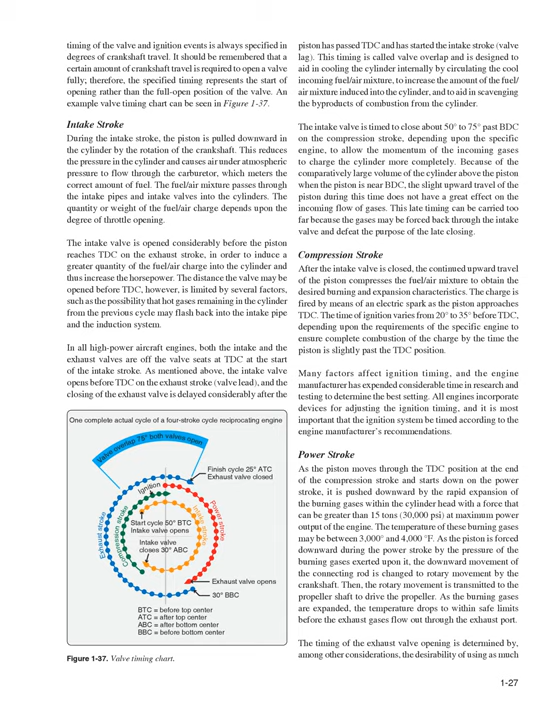 timing of the valve and ignition events is always specified in
degrees of crankshaft travel. It should be remembered that a
certain amount of crankshaft travel is required to open a valve
fully; therefore, the specified timing represents the start of
opening rather than the full-open position of the valve. An
example valve timing chart can be seen in Figure 1-37.
Intake Stroke
During the intake stroke, the piston is pulled downward in
the cylinder by the rotation of the crankshaft. This reduces
the pressure in the cylinder and causes air under atmospheric
pressure to flow through the carburetor, which meters the
correct amount of fuel. The fuel/air mixture passes through
the intake pipes and intake valves into the cylinders. The
quantity or weight of the fuel/air charge depends upon the
degree of throttle opening.
The intake valve is opened considerably before the piston
reaches TDC on the exhaust stroke, in order to induce a
greater quantity of the fuel/air charge into the cylinder and
thus increase the horsepower. The distance the valve may be
opened before TDC, however, is limited by several factors,
such as the possibility that hot gases remaining in the cylinder
from the previous cycle may flash back into the intake pipe
and the induction system.
In all high-power aircraft engines, both the intake and the
exhaust valves are off the valve seats at TDC at the start
of the intake stroke. As mentioned above, the intake valve
opens before TDC on the exhaust stroke (valve lead), and the
closing of the exhaust valve is delayed considerably after the
One complete actual cycle of a four-stroke cycle reciprocating engine
Valve overlap 75° both valves open
Finish cycle 25° ATC
Exhaust valve closed
Ignition
Exhaust stroke
Compression stroke
Intake stroke
Power stroke
Start cycle 50° BTC
Intake valve opens
Intake valve
closes 30° ABC
Exhaust valve opens
30° BBC
BTC = before top center
ATC = after top center
ABC = after bottom center
BBC = before bottom center
Figure 1-37. Valve timing chart.
piston has passed TDC and has started the intake stroke (valve
lag). This timing is called valve overlap and is designed to
aid in cooling the cylinder internally by circulating the cool
incoming fuel/air mixture, to increase the amount of the fuel/
air mixture induced into the cylinder, and to aid in scavenging
the byproducts of combustion from the cylinder.
The intake valve is timed to close about 50° to 75° past BDC
on the compression stroke, depending upon the specific
engine, to allow the momentum of the incoming gases
to charge the cylinder more completely. Because of the
comparatively large volume of the cylinder above the piston
when the piston is near BDC, the slight upward travel of the
piston during this time does not have a great effect on the
incoming flow of gases. This late timing can be carried too
far because the gases may be forced back through the intake
valve and defeat the purpose of the late closing.
Compression Stroke
After the intake valve is closed, the continued upward travel
of the piston compresses the fuel/air mixture to obtain the
desired burning and expansion characteristics. The charge is
fired by means of an electric spark as the piston approaches
TDC. The time of ignition varies from 20° to 35° before TDC,
depending upon the requirements of the specific engine to
ensure complete combustion of the charge by the time the
piston is slightly past the TDC position.
Many factors affect ignition timing, and the engine
manufacturer has expended considerable time in research and
testing to determine the best setting. All engines incorporate
devices for adjusting the ignition timing, and it is most
important that the ignition system be timed according to the
engine manufacturer's recommendations.
Power Stroke
As the piston moves through the TDC position at the end
of the compression stroke and starts down on the power
stroke, it is pushed downward by the rapid expansion of
the burning gases within the cylinder head with a force that
can be greater than 15 tons (30,000 psi) at maximum power
output of the engine. The temperature of these burning gases
may be between 3,000° and 4,000 °F. As the piston is forced
downward during the power stroke by the pressure of the
burning gases exerted upon it, the downward movement of
the connecting rod is changed to rotary movement by the
crankshaft. Then, the rotary movement is transmitted to the
propeller shaft to drive the propeller. As the burning gases
are expanded, the temperature drops to within safe limits
before the exhaust gases flow out through the exhaust port.
The timing of the exhaust valve opening is determined by,
among other considerations, the desirability of using as much
1-27